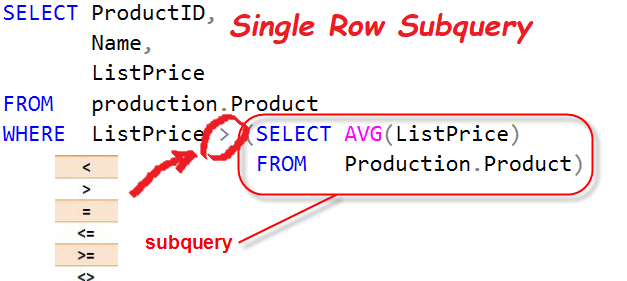 SELECT ProductID,
Single Row Subquery
Name,
ListPrice
FROM production.Product
WHERE ListPrice > (SELECT AVG(ListPrice)
FROM Production.Product)
<
>
=
<=
>=
<>
subquery